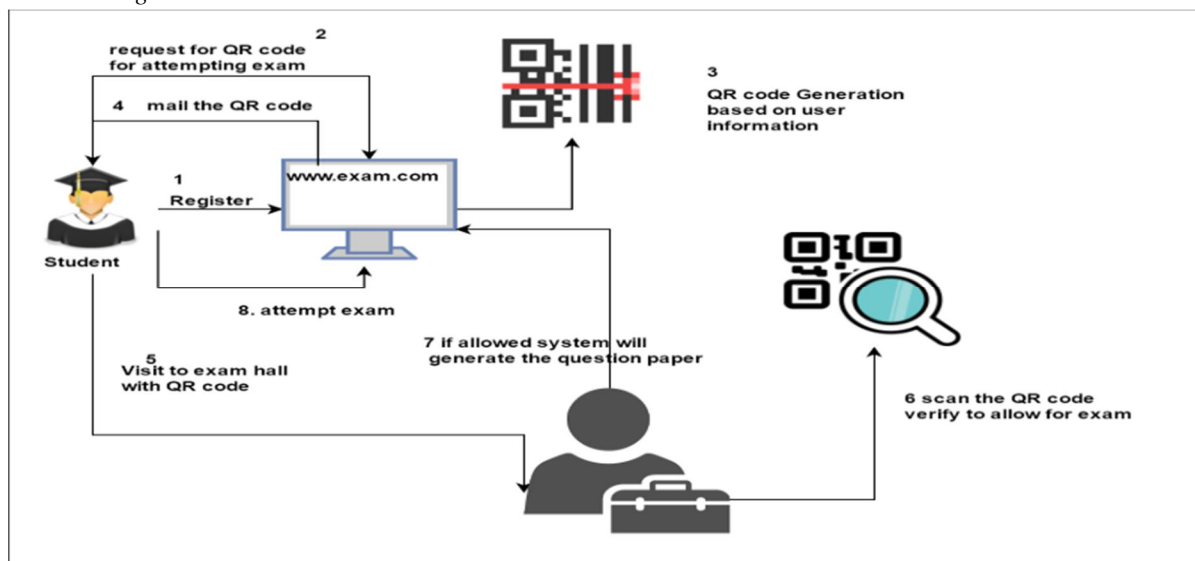 2
request for QR code
for attempting exam
4 mail the QR code
3
QR code Generation
based on user
information
www.exam.com
1
Register
Student
8. attempt exam
7 if allowed system will
generate the question paper
5
Visit to exam hall
with QR code
6 scan the QR code
verify to allow for exam